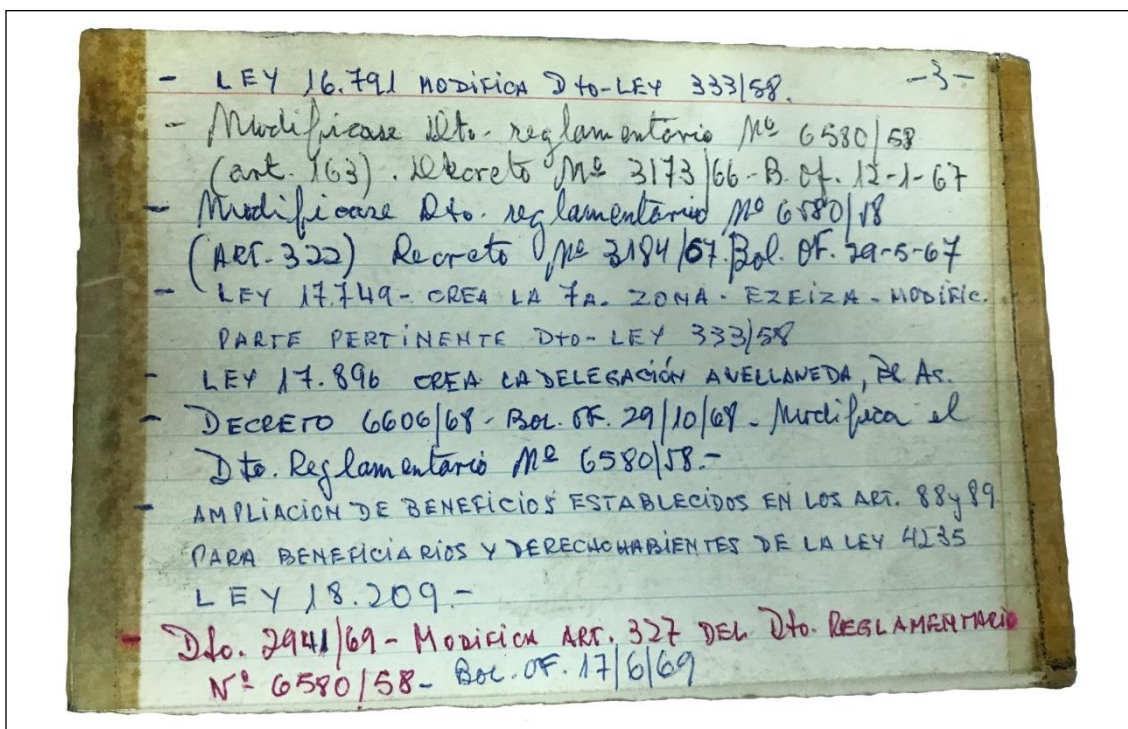 - LEY 16.791 MODIFICA Dto-LEY 333/58. -3-
- Modificase Dto. reglamentario Nº 6580/58
(art. 163). Decreto Nº 3173/66-B. Of. 12-1-67
- Modificase Dto. reglamentario Nº 6580/58
(ART. 322) Decreto Nº 3184/67. Bol. OF. 29-5-67
- LEY 17.749- CREA LA 7A. ZONA - EZEIZA - MODIFIC.
PARTE PERTINENTE Dto-LEY 333/58
- LEY 17.896 CREA LA DELEGACIÓN AVELLANEDA, Bs. As.
- DECRETO 6606/68- BOL. OF. 29/10/68- Modifica el
Dto. Reglamentario Nº 6580/58.-
- AMPLIACION DE BENEFICIOS ESTABLECIDOS EN LOS ART. 88 y 89
PARA BENEFICIARIOS Y DERECHOHABIENTES DE LA LEY 4235
LEY 18.209.-
- Dto. 2941/69- MODIFICA ART. 327 DEL Dto. REGLAMENTARIO
Nº 6580/58- BOL. OF. 17/6/69